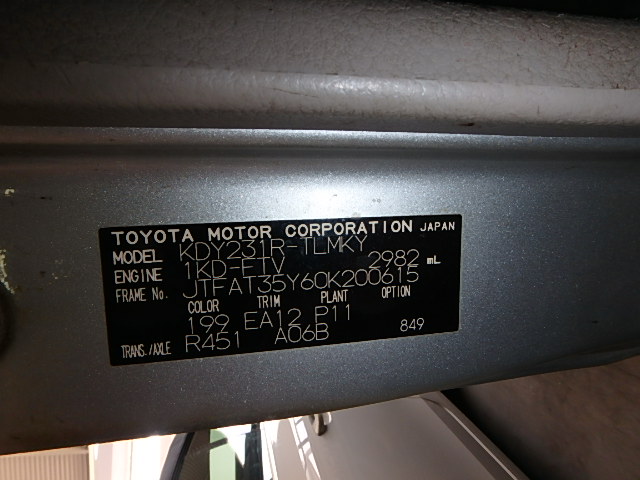 TOYOTA MOTOR CORPORATION JAPAN
MODEL KDY231R-TLMKY
ENGINE 1KD-FTV 2982 mL
FRAME No. JTFAT35Y60K200615
COLOR TRIM PLANT OPTION
199 EA12 P11
TRANS./AXLE R451 A06B 849